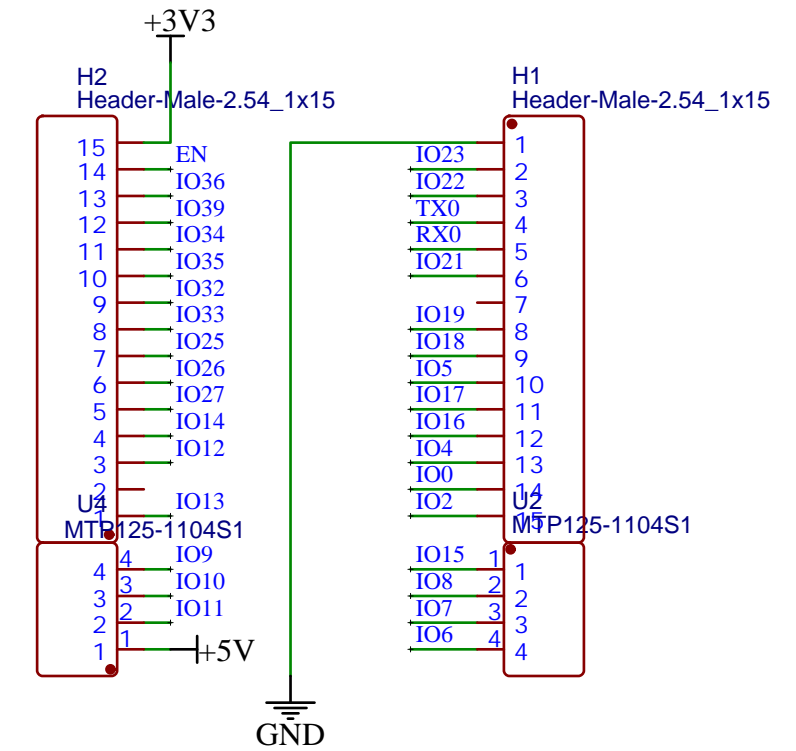 +3V3
H2
Header-Male-2.54_1x15
15
14 EN
13 IO36
12 IO39
11 IO34
10 IO35
9 IO32
8 IO33
7 IO25
6 IO26
5 IO27
4 IO14
3 IO12
2
1 IO13
U4
MTP125-1104S1
4 4 IO9
3 3 IO10
2 2 IO11
1 1 +5V
H1
Header-Male-2.54_1x15
1
IO23 2
IO22 3
TX0 4
RX0 5
IO21 6
7
IO19 8
IO18 9
IO5 10
IO17 11
IO16 12
IO4 13
IO0 14
IO2 15
U2
MTP125-1104S1
IO15 1 1
IO8 2 2
IO7 3 3
IO6 4 4
GND